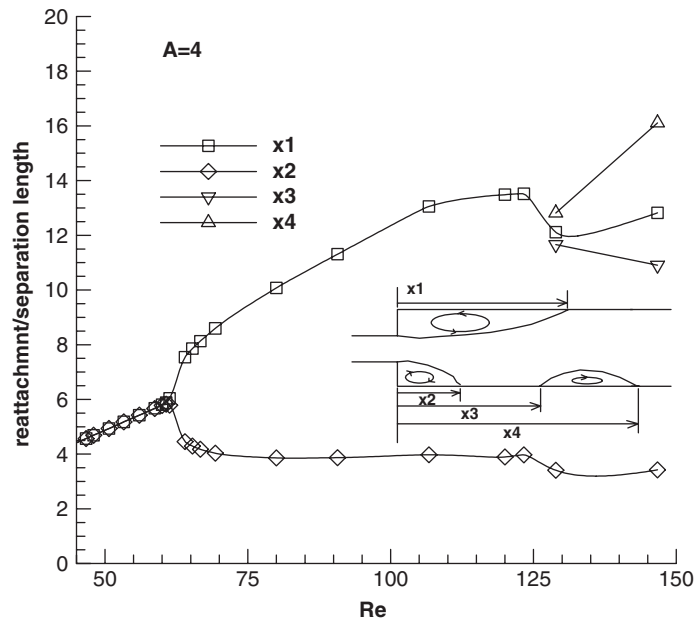 20
18
16
14
12
10
8
6
4
2
0
reattachmnt/separation length
A=4
x1
x2
x3
x4
x1
x2
x3
x4
50
75
100
125
150
Re